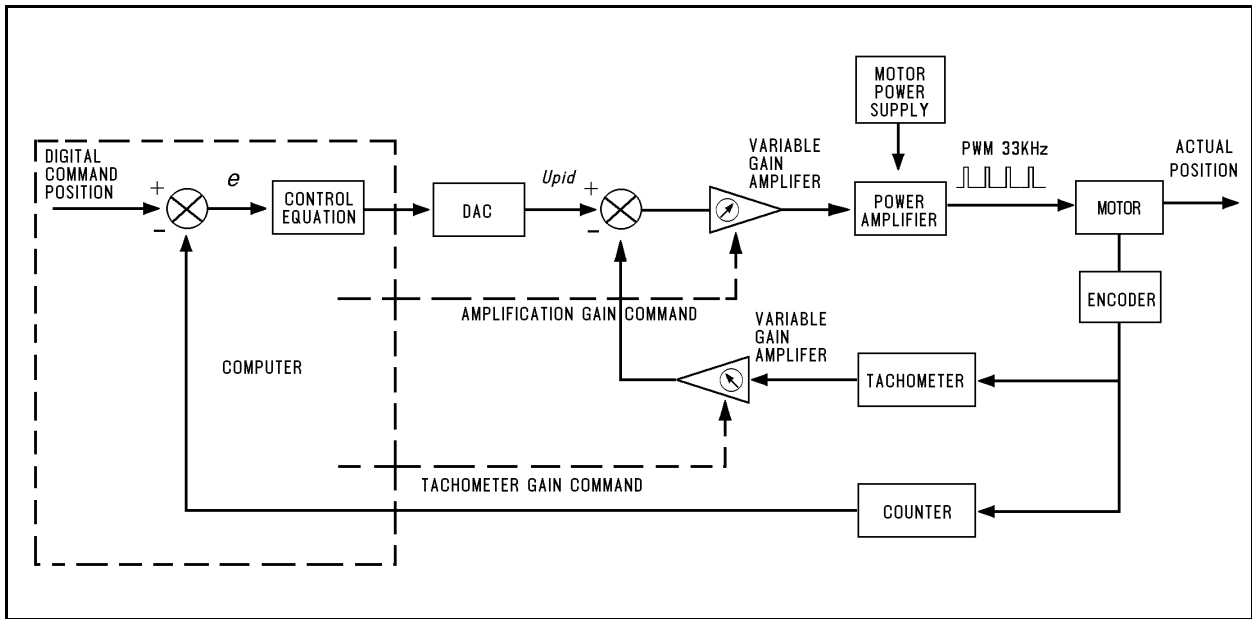 MOTOR
POWER
SUPPLY
DIGITAL
COMMAND
POSITION
+
−
e
CONTROL
EQUATION
DAC
Upid
+
−
VARIABLE
GAIN
AMPLIFER
POWER
AMPLIFIER
PWM 33KHz
MOTOR
ACTUAL
POSITION
ENCODER
AMPLIFICATION GAIN COMMAND
VARIABLE
GAIN
AMPLIFER
TACHOMETER
COMPUTER
TACHOMETER GAIN COMMAND
COUNTER